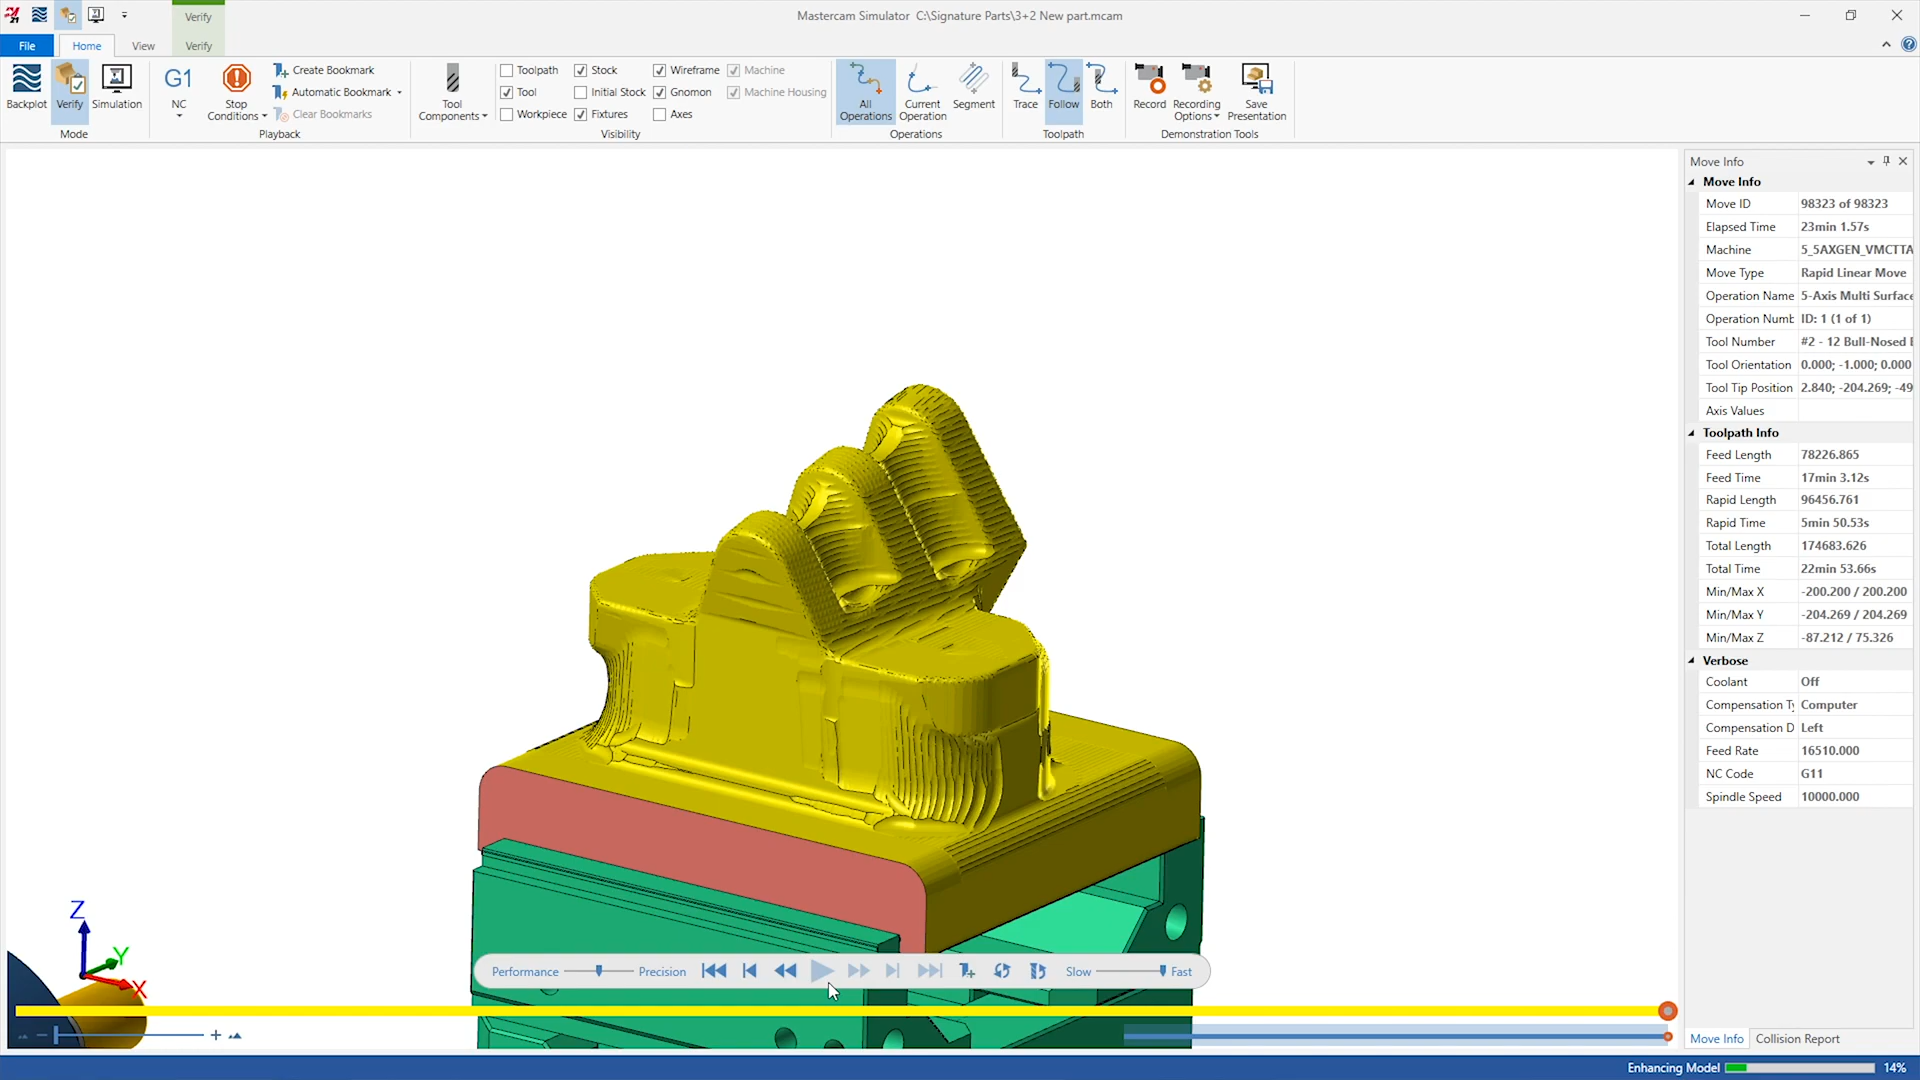 Verify
Mastercam Simulator C:\Signature Parts\3+2 New part.mcam
File Home View Verify
Backplot Verify Simulation
Mode
G1 NC
Stop Conditions
Create Bookmark
Automatic Bookmark
Clear Bookmarks
Playback
Tool Components
Toolpath Stock Wireframe Machine
Tool Initial Stock Gnomon Machine Housing
Workpiece Fixtures Axes
Visibility
All Operations
Current Operation
Segment
Operations
Trace Follow Both
Toolpath
Record
Recording Options
Save Presentation
Demonstration Tools
Move Info
Move Info
Move ID 98323 of 98323
Elapsed Time 23min 1.57s
Machine 5_5AXGEN_VMCTTA
Move Type Rapid Linear Move
Operation Name 5-Axis Multi Surface
Operation Numb ID: 1 (1 of 1)
Tool Number #2 - 12 Bull-Nosed
Tool Orientation 0.000; -1.000; 0.000
Tool Tip Position 2.840; -204.269; -49
Axis Values
Toolpath Info
Feed Length 78226.865
Feed Time 17min 3.12s
Rapid Length 96456.761
Rapid Time 5min 50.53s
Total Length 174683.626
Total Time 22min 53.66s
Min/Max X -200.200 / 200.200
Min/Max Y -204.269 / 204.269
Min/Max Z -87.212 / 75.326
Verbose
Coolant Off
Compensation Ty Computer
Compensation D Left
Feed Rate 16510.000
NC Code G11
Spindle Speed 10000.000
Z
Y
X
Performance Precision Slow Fast
Move Info Collision Report
Enhancing Model 14%